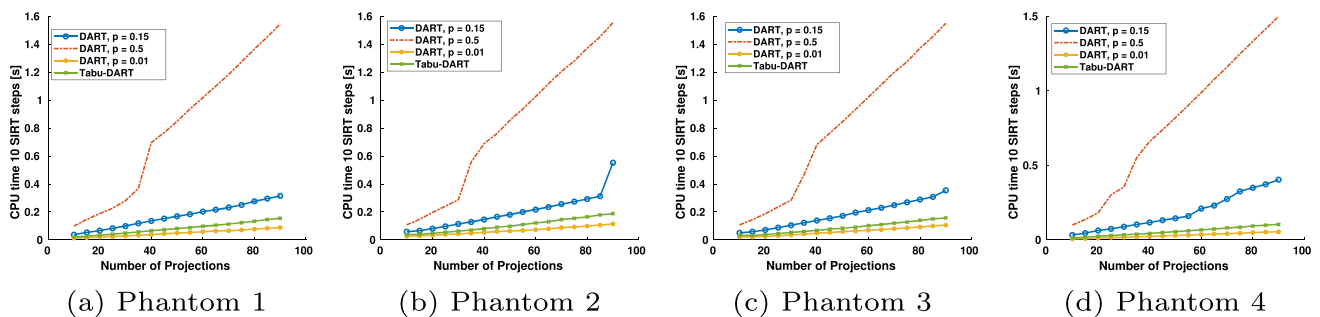 CPU time 10 SIRT steps [s]
1.6
1.4
1.2
1
0.8
0.6
0.4
0.2
0
DART, p = 0.15
DART, p = 0.5
DART, p = 0.01
Tabu-DART
0 20 40 60 80 100
Number of Projections
(a) Phantom 1
CPU time 10 SIRT steps [s]
1.6
1.4
1.2
1
0.8
0.6
0.4
0.2
0
DART, p = 0.15
DART, p = 0.5
DART, p = 0.01
Tabu-DART
0 20 40 60 80 100
Number of Projections
(b) Phantom 2
CPU time 10 SIRT steps [s]
1.6
1.4
1.2
1
0.8
0.6
0.4
0.2
0
DART, p = 0.15
DART, p = 0.5
DART, p = 0.01
Tabu-DART
0 20 40 60 80 100
Number of Projections
(c) Phantom 3
CPU time 10 SIRT steps [s]
1.5
1
0.5
0
DART, p = 0.15
DART, p = 0.5
DART, p = 0.01
Tabu-DART
0 20 40 60 80 100
Number of Projections
(d) Phantom 4